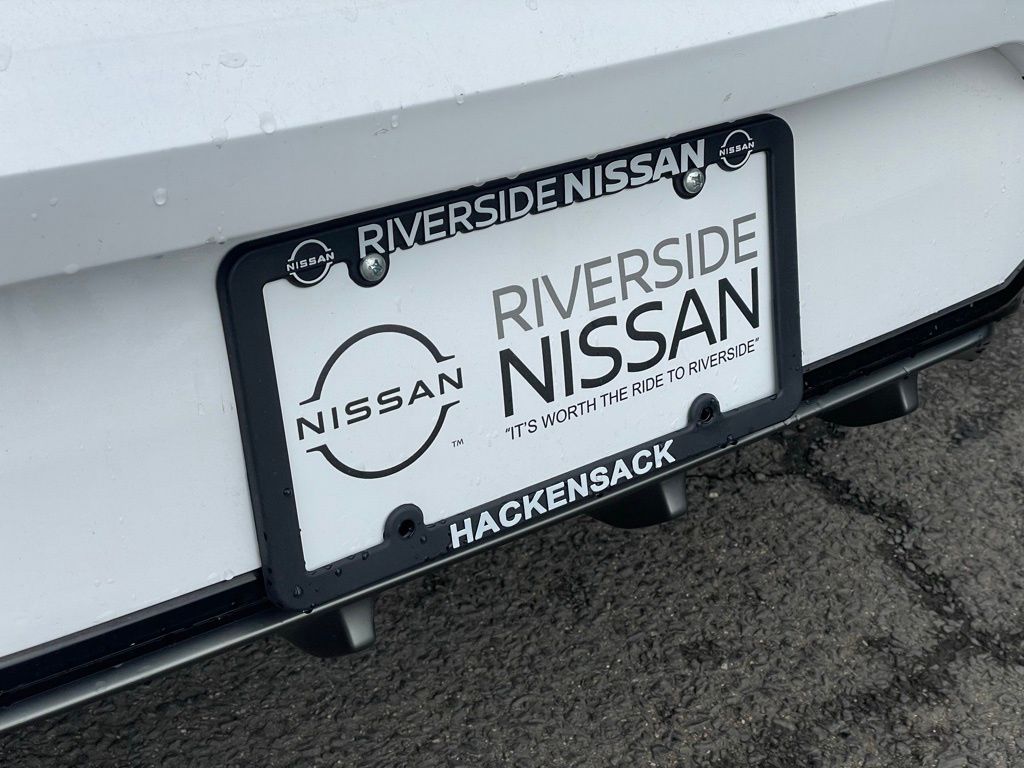 RIVERSIDE NISSAN
NISSAN
NISSAN
RIVERSIDE
NISSAN
NISSAN
"IT'S WORTH THE RIDE TO RIVERSIDE"
TM
HACKENSACK